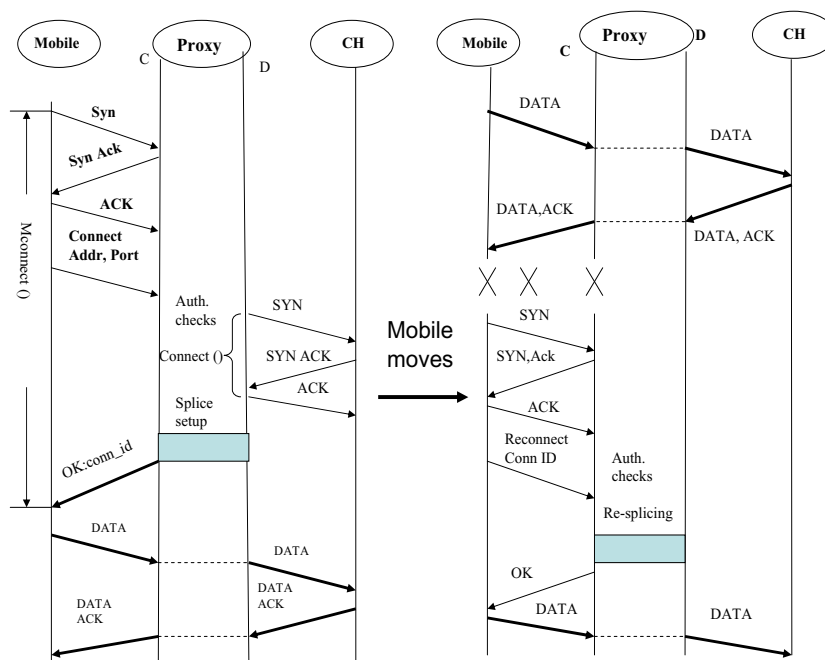 Mobile
Proxy
CH
C
D
Syn
Syn Ack
ACK
Connect
Addr, Port
Mconnect ()
Auth.
checks
SYN
Connect ()
SYN ACK
ACK
Splice
setup
OK:conn_id
DATA
DATA
DATA
ACK
DATA
ACK
Mobile
moves
Mobile
Proxy
CH
C
D
DATA
DATA
DATA,ACK
DATA, ACK
SYN
SYN,Ack
ACK
Reconnect
Conn ID
Auth.
checks
Re-splicing
OK
DATA
DATA